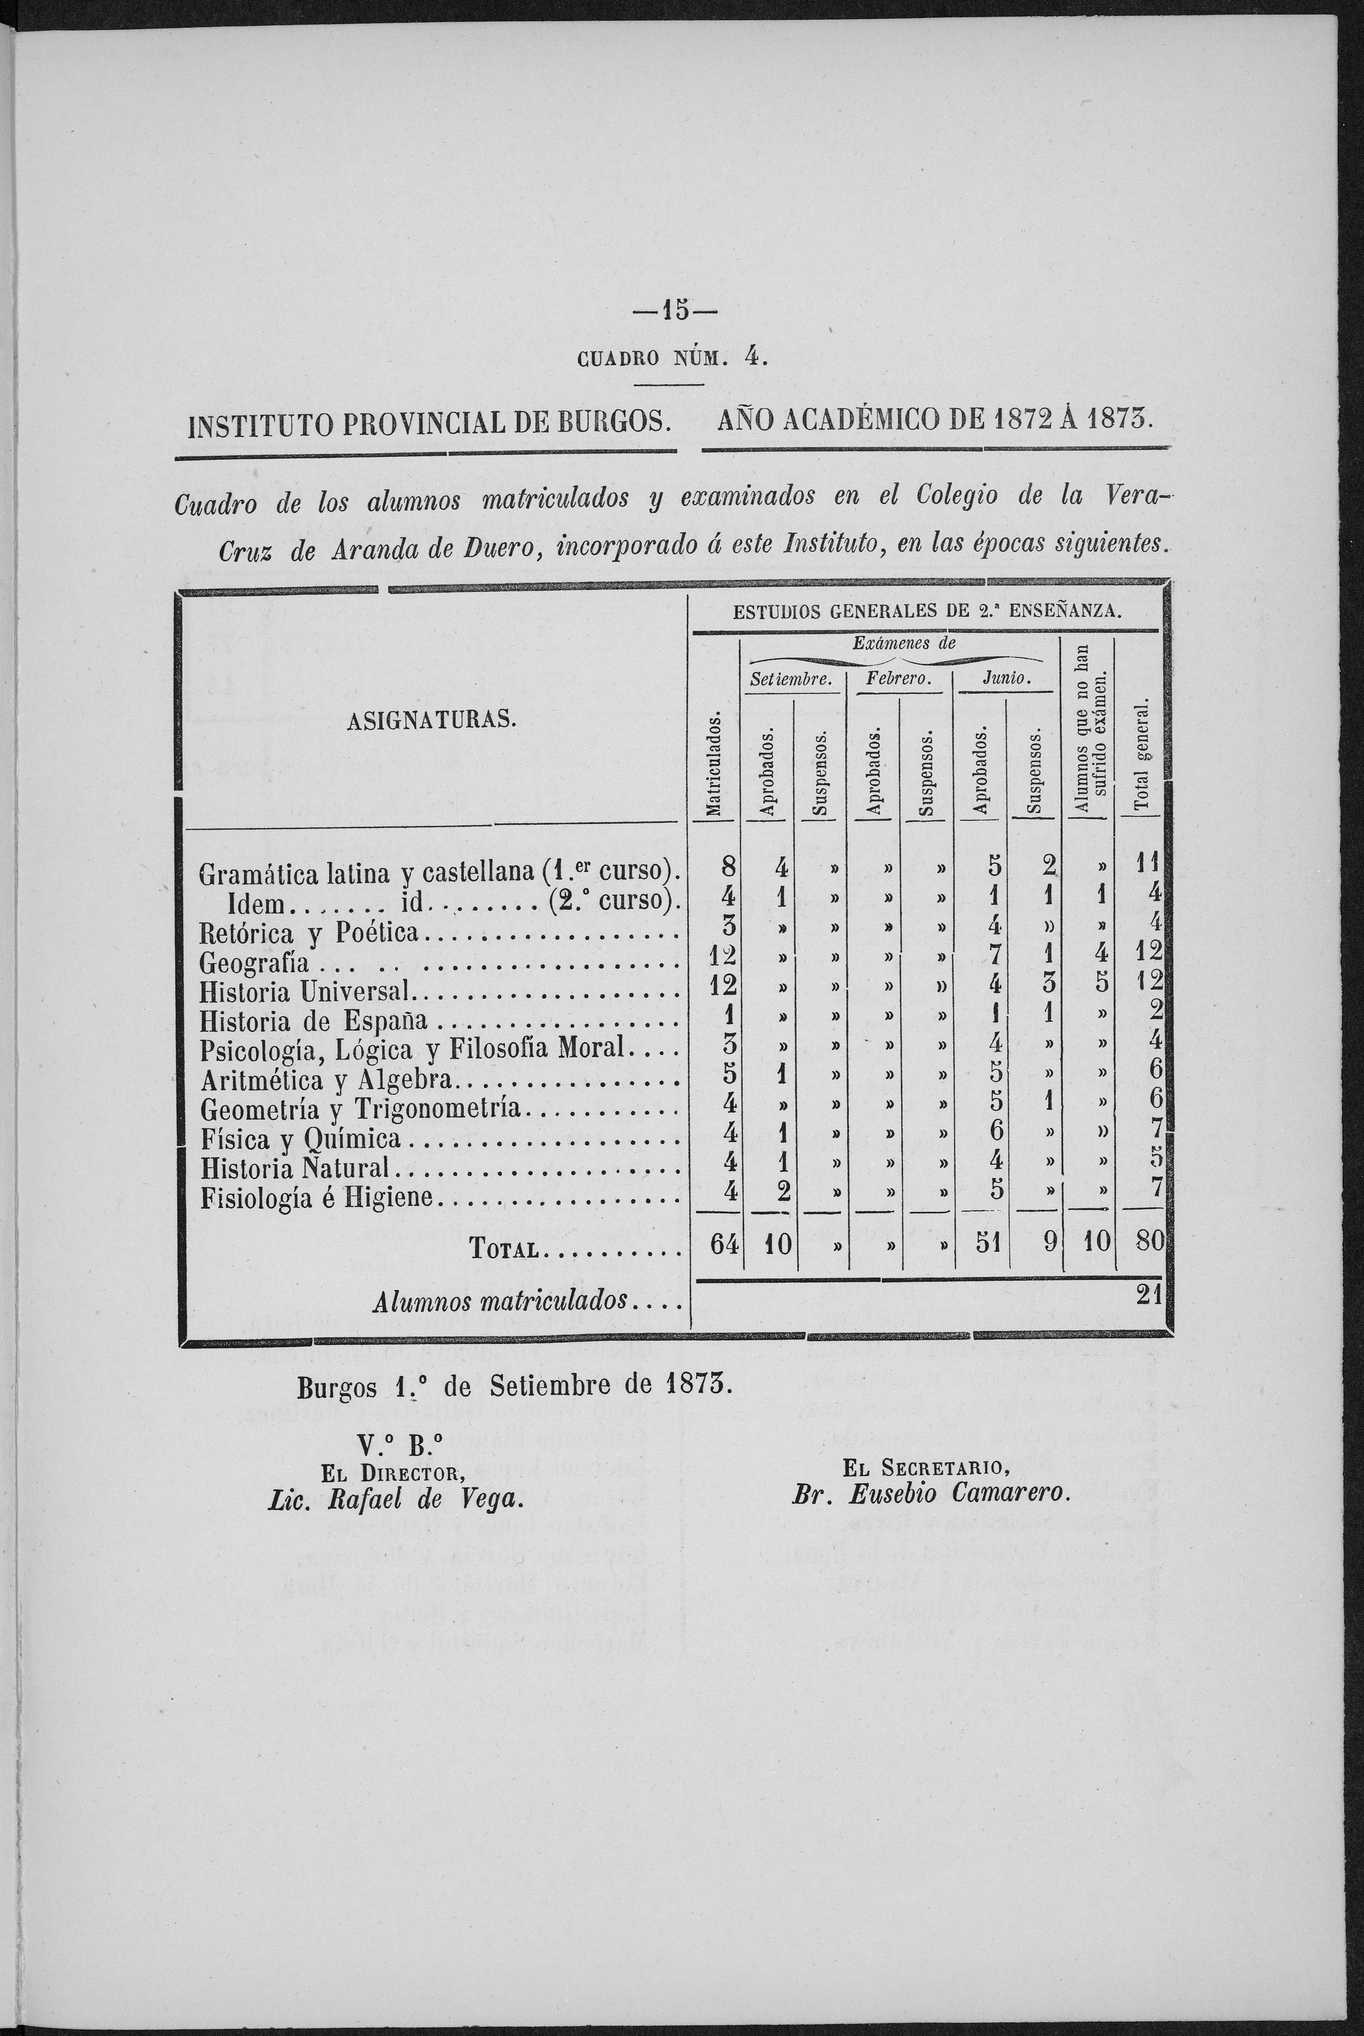 —15—
CUADRO NÚM. 4.
INSTITUTO PROVINCIAL DE BURGOS. AÑO ACADÉMICO DE 1872 Á 1873.
Cuadro de los alumnos matriculados y examinados en el Colegio de la Vera-
Cruz de Aranda de Duero, incorporado á este Instituto, en las épocas siguientes.
ESTUDIOS GENERALES DE 2.ª ENSEÑANZA.
Exámenes de
Setiembre. Febrero. Junio.
ASIGNATURAS.
Matriculados.
Aprobados.
Suspensos.
Aprobados.
Suspensos.
Aprobados.
Suspensos.
Alumnos que no han
sufrido exámen.
Total general.
Gramática latina y castellana (1.er curso). 8 4 » » » 5 2 » 11
Idem....... id......... (2.° curso). 4 1 » » » 1 1 1 4
Retórica y Poética.................. 3 » » » » 4 » » 4
Geografía... .. ................... 12 » » » » 7 1 4 12
Historia Universal................... 12 » » » » 4 3 5 12
Historia de España................. 1 » » » » 1 1 » 2
Psicología, Lógica y Filosofía Moral.... 3 » » » » 4 » » 4
Aritmética y Algebra................ 5 1 » » » 5 » » 6
Geometría y Trigonometría........... 4 » » » » 5 1 » 6
Física y Química.................... 4 1 » » » 6 » » 7
Historia Natural.................... 4 1 » » » 4 » » 5
Fisiología é Higiene................. 4 2 » » » 5 » » 7
TOTAL.......... 64 10 » » » 51 9 10 80
Alumnos matriculados.... 21
Burgos 1.° de Setiembre de 1873.
V.° B.°
EL DIRECTOR,
Lic. Rafael de Vega.
EL SECRETARIO,
Br. Eusebio Camarero.